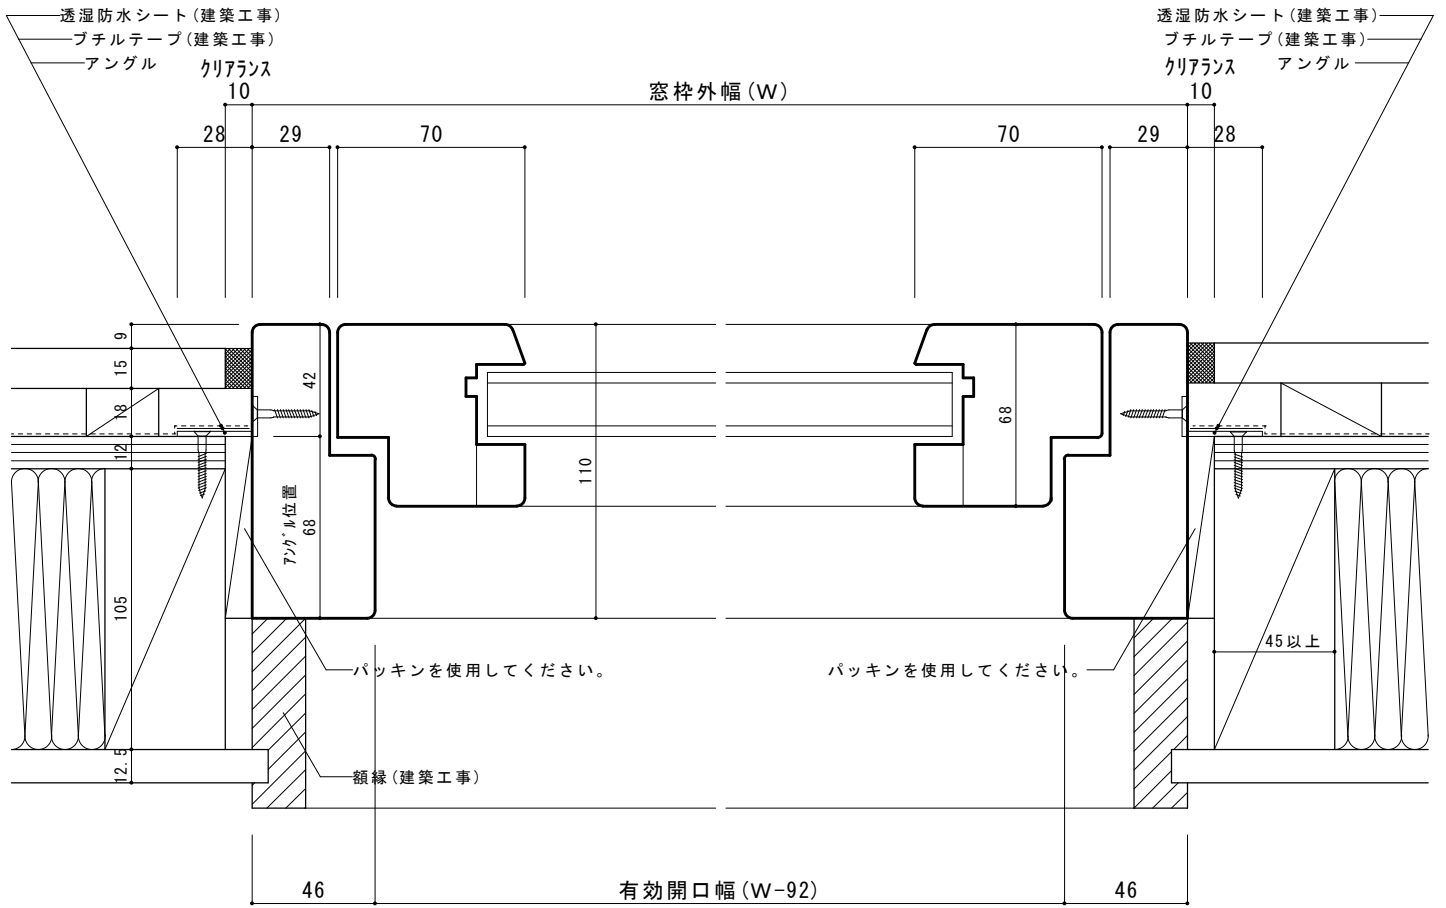 透湿防水シート(建築工事)
ブチルテープ(建築工事)
アングル
クリアランス
10
窓枠外幅(W)
透湿防水シート(建築工事)
ブチルテープ(建築工事)
クリアランス
アングル
10
28
29
70
70
29
28
9
15
18
12
105
12.5
42
アングル位置
68
110
68
45以上
パッキンを使用してください。
パッキンを使用してください。
額縁(建築工事)
46
有効開口幅(W-92)
46